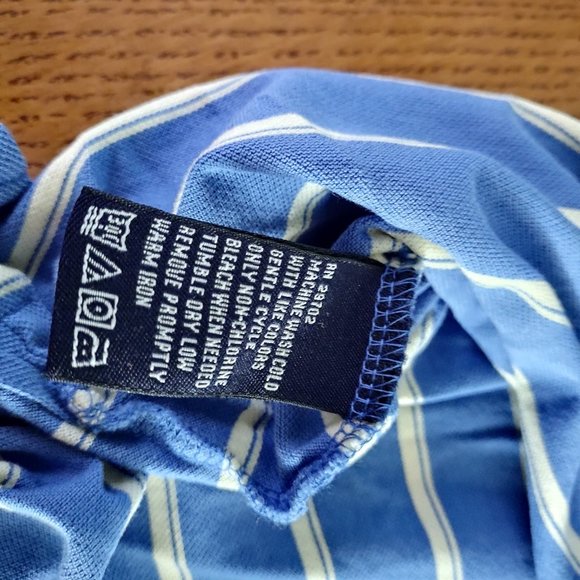 RN 29702
MACHINE WASH COLD
WITH LIKE COLORS
GENTLE CYCLE
ONLY NON-CHLORINE
BLEACH WHEN NEEDED
TUMBLE DRY LOW
REMOVE PROMPTLY
WARM IRON